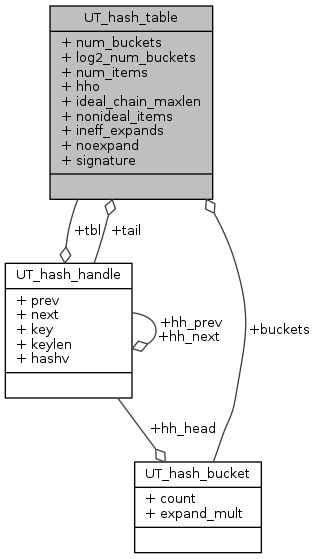 UT_hash_table
+ num_buckets
+ log2_num_buckets
+ num_items
+ hho
+ ideal_chain_maxlen
+ nonideal_items
+ ineff_expands
+ noexpand
+ signature
+tbl
+tail
UT_hash_handle
+ prev
+ next
+ key
+ keylen
+ hashv
+hh_prev
+hh_next
+buckets
+hh_head
UT_hash_bucket
+ count
+ expand_mult